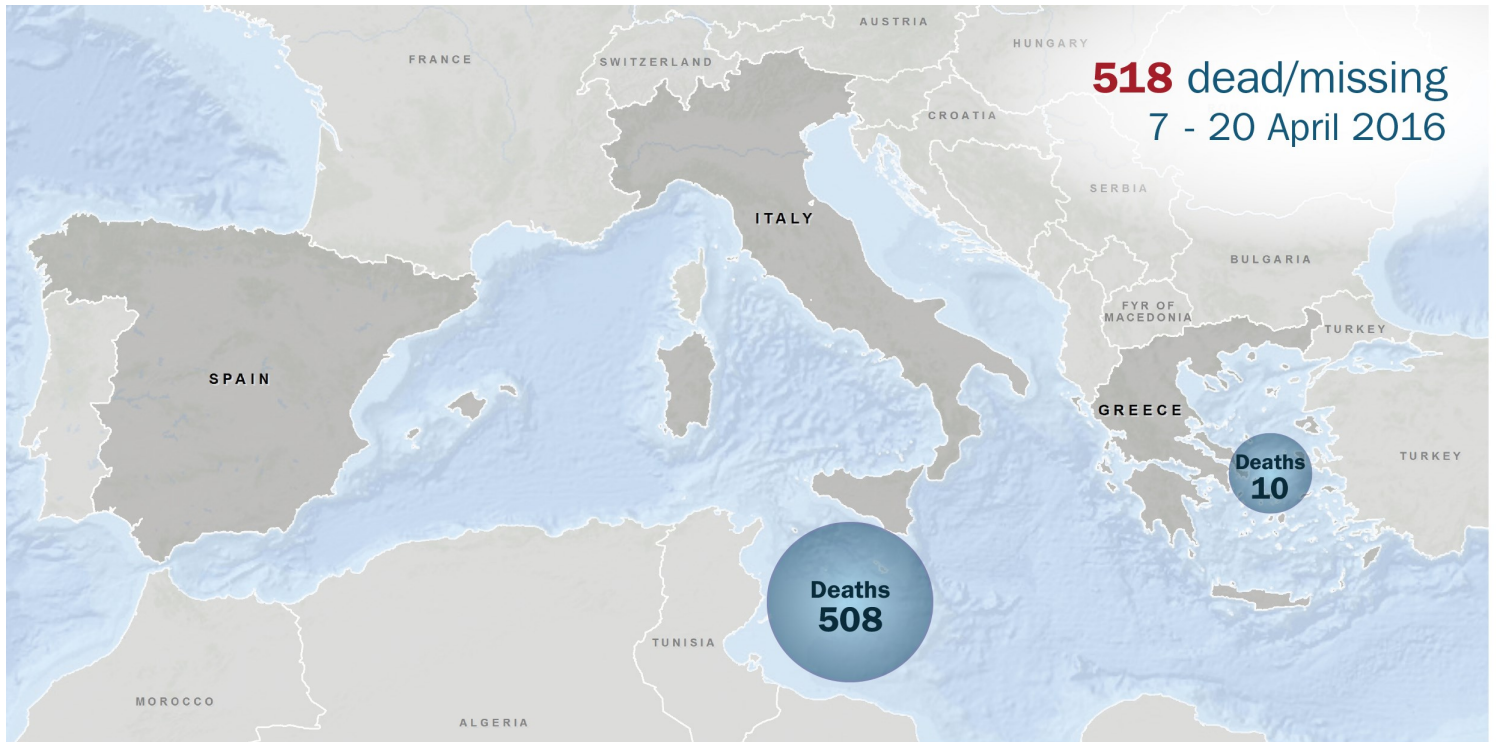 AUSTRIA
HUNGARY
FRANCE
SWITZERLAND
518 dead/missing
7 - 20 April 2016
CROATIA
SERBIA
ITALY
BULGARIA
FYR OF
MACEDONIA
TURKEY
SPAIN
GREECE
TURKEY
Deaths
10
Deaths
508
TUNISIA
MOROCCO
ALGERIA